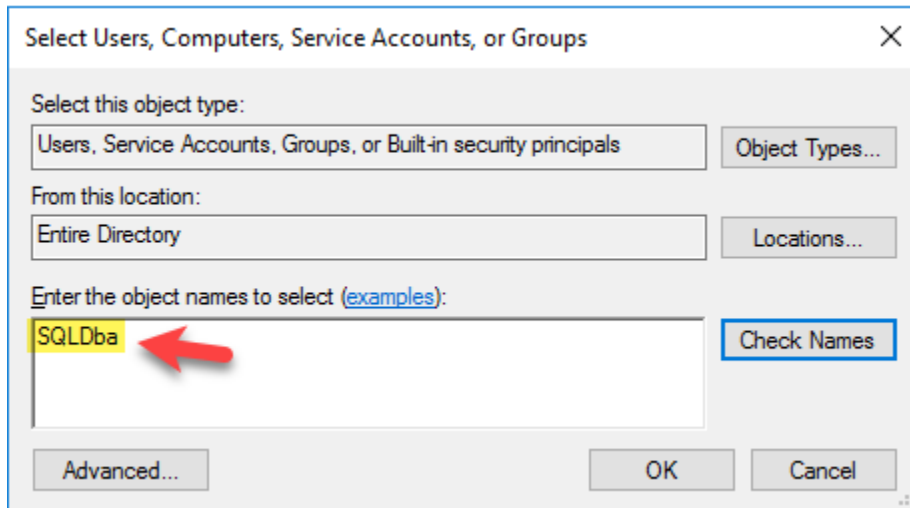 Select Users, Computers, Service Accounts, or Groups
Select this object type:
Users, Service Accounts, Groups, or Built-in security principals
Object Types...
From this location:
Entire Directory
Locations...
Enter the object names to select (examples):
SQLDba
Check Names
Advanced...
OK
Cancel